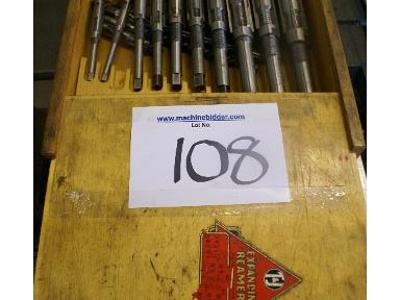 www.machinebidder.com
Lot No.
108
T&J
EXPANDING
REAMERS